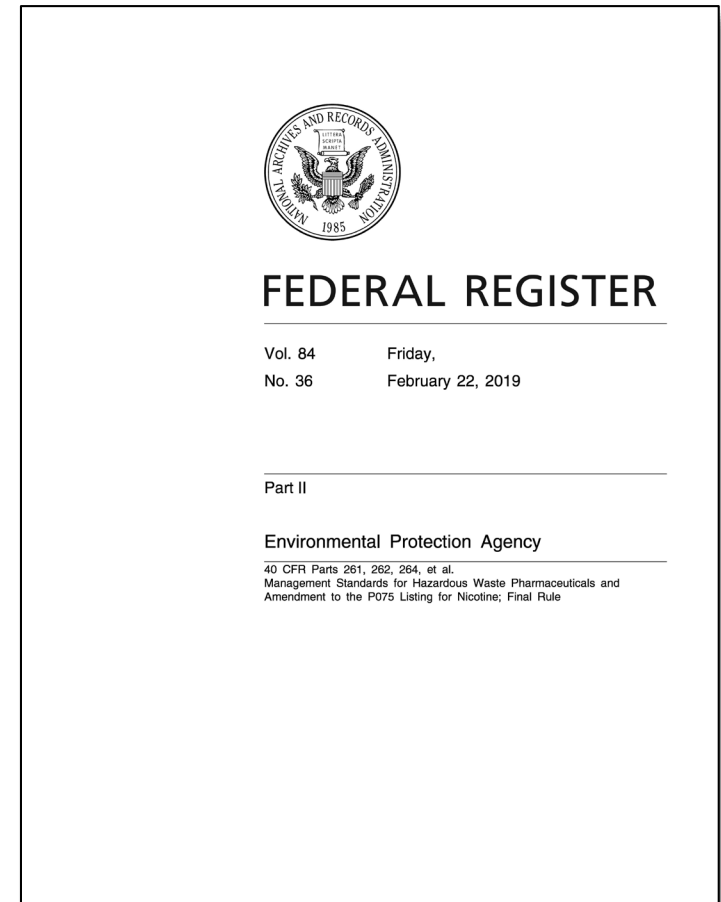 NATIONAL ARCHIVES AND RECORDS ADMINISTRATION
LITTERA
SCRIPTA
MANET
1985
FEDERAL REGISTER
Vol. 84 Friday,
No. 36 February 22, 2019
Part II
Environmental Protection Agency
40 CFR Parts 261, 262, 264, et al.
Management Standards for Hazardous Waste Pharmaceuticals and
Amendment to the P075 Listing for Nicotine; Final Rule